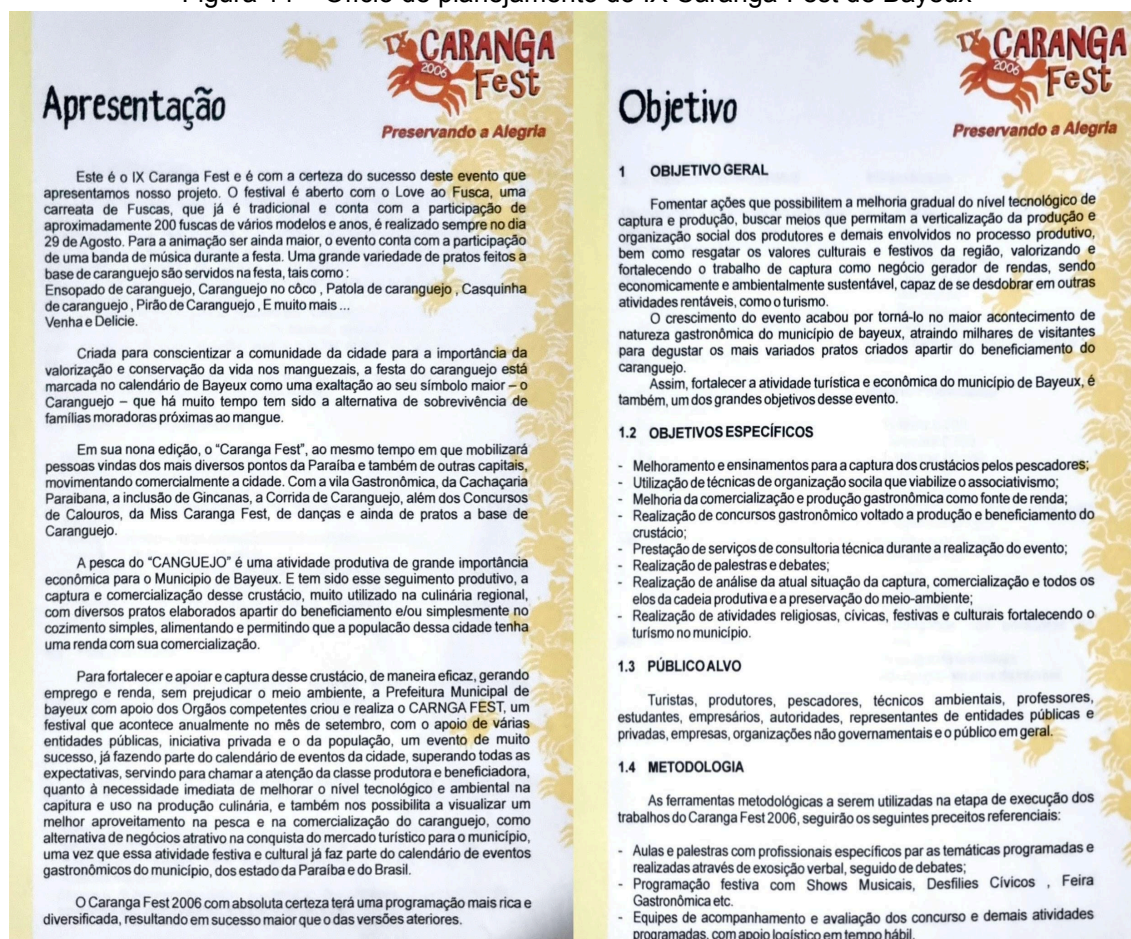 IX CARANGA
2006
Fest
Preservando a Alegria
Apresentação
Este é o IX Caranga Fest e é com a certeza do sucesso deste evento que
apresentamos nosso projeto. O festival é aberto com o Love ao Fusca, uma
carreata de Fuscas, que já é tradicional e conta com a participação de
aproximadamente 200 fuscas de vários modelos e anos, é realizado sempre no dia
29 de Agosto. Para a animação ser ainda maior, o evento conta com a participação
de uma banda de música durante a festa. Uma grande variedade de pratos feitos a
base de caranguejo são servidos na festa, tais como :
Ensopado de caranguejo, Caranguejo no côco , Patola de caranguejo , Casquinha
de caranguejo , Pirão de Caranguejo , E muito mais ...
Venha e Delicie.
Criada para conscientizar a comunidade da cidade para a importância da
valorização e conservação da vida nos manguezais, a festa do caranguejo está
marcada no calendário de Bayeux como uma exaltação ao seu símbolo maior – o
Caranguejo – que há muito tempo tem sido a alternativa de sobrevivência de
famílias moradoras próximas ao mangue.
Em sua nona edição, o “Caranga Fest”, ao mesmo tempo em que mobilizará
pessoas vindas dos mais diversos pontos da Paraíba e também de outras capitais,
movimentando comercialmente a cidade. Com a vila Gastronômica, da Cachaçaria
Paraibana, a inclusão de Gincanas, a Corrida de Caranguejo, além dos Concursos
de Calouros, da Miss Caranga Fest, de danças e ainda de pratos a base de
Caranguejo.
A pesca do “CANGUEJO” é uma atividade produtiva de grande importância
econômica para o Municipio de Bayeux. E tem sido esse seguimento produtivo, a
captura e comercialização desse crustácio, muito utilizado na culinária regional,
com diversos pratos elaborados apartir do beneficiamento e/ou simplesmente no
cozimento simples, alimentando e permitindo que a populacão dessa cidade tenha
uma renda com sua comercialização.
Para fortalecer e apoiar e captura desse crustácio, de maneira eficaz, gerando
emprego e renda, sem prejudicar o meio ambiente, a Prefeitura Municipal de
bayeux com apoio dos Orgãos competentes criou e realiza o CARNGA FEST, um
festival que acontece anualmente no mês de setembro, com o apoio de várias
entidades públicas, iniciativa privada e o da população, um evento de muito
sucesso, já fazendo parte do calendário de eventos da cidade, superando todas as
expectativas, servindo para chamar a atenção da classe produtora e beneficiadora,
quanto à necessidade imediata de melhorar o nível tecnológico e ambiental na
capitura e uso na produção culinária, e também nos possibilita a visualizar um
melhor aproveitamento na pesca e na comercialização do caranguejo, como
alternativa de negócios atrativo na conquista do mercado turístico para o município,
uma vez que essa atividade festiva e cultural já faz parte do calendário de eventos
gastronômicos do município, dos estado da Paraíba e do Brasil.
O Caranga Fest 2006 com absoluta certeza terá uma programação mais rica e
diversificada, resultando em sucesso maior que o das versões ateriores.
IX CARANGA
2006
Fest
Preservando a Alegria
Objetivo
1 OBJETIVO GERAL
Fomentar ações que possibilitem a melhoria gradual do nível tecnológico de
captura e produção, buscar meios que permitam a verticalização da produção e
organização social dos produtores e demais envolvidos no processo produtivo,
bem como resgatar os valores culturais e festivos da região, valorizando e
fortalecendo o trabalho de captura como negócio gerador de rendas, sendo
economicamente e ambientalmente sustentável, capaz de se desdobrar em outras
atividades rentáveis, como o turismo.
O crescimento do evento acabou por torná-lo no maior acontecimento de
natureza gastronômica do município de bayeux, atraindo milhares de visitantes
para degustar os mais variados pratos criados apartir do beneficiamento do
caranguejo.
Assim, fortalecer a atividade turística e econômica do município de Bayeux, é
também, um dos grandes objetivos desse evento.
1.2 OBJETIVOS ESPECÍFICOS
- Melhoramento e ensinamentos para a captura dos crustácios pelos pescadores;
- Utilização de técnicas de organização socila que viabilize o associativismo;
- Melhoria da comercialização e produção gastronômica como fonte de renda;
- Realização de concursos gastronômico voltado a produção e beneficiamento do
crustácio;
- Prestação de serviços de consultoria técnica durante a realização do evento;
- Realização de palestras e debates;
- Realização de análise da atual situação da captura, comercialização e todos os
elos da cadeia produtiva e a preservação do meio-ambiente;
- Realização de atividades religiosas, cívicas, festivas e culturais fortalecendo o
turismo no município.
1.3 PÚBLICO ALVO
Turistas, produtores, pescadores, técnicos ambientais, professores,
estudantes, empresários, autoridades, representantes de entidades públicas e
privadas, empresas, organizações não governamentais e o público em geral.
1.4 METODOLOGIA
As ferramentas metodológicas a serem utilizadas na etapa de execução dos
trabalhos do Caranga Fest 2006, seguirão os seguintes preceitos referenciais:
- Aulas e palestras com profissionais específicos par as temáticas programadas e
realizadas através de exosição verbal, seguido de debates;
- Programação festiva com Shows Musicais, Desfilies Cívicos , Feira
Gastronômica etc.
- Equipes de acompanhamento e avaliação dos concurso e demais atividades
programadas, com apoio logístico em tempo hábil.